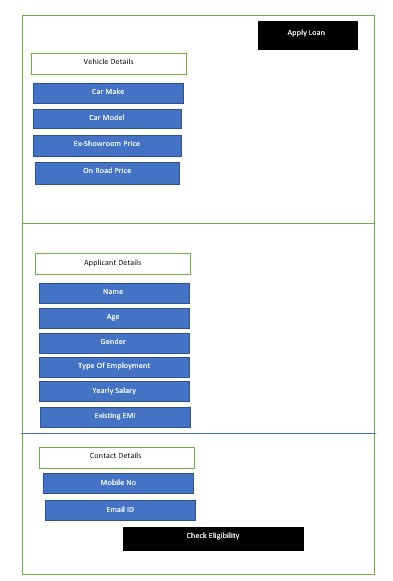 Apply Loan
Vehicle Details
Car Make
Car Model
Ex-Showroom Price
On Road Price
Applicant Details
Name
Age
Gender
Type Of Employment
Yearly Salary
Existing EMI
Contact Details
Mobile No
Email ID
Check Eligibility